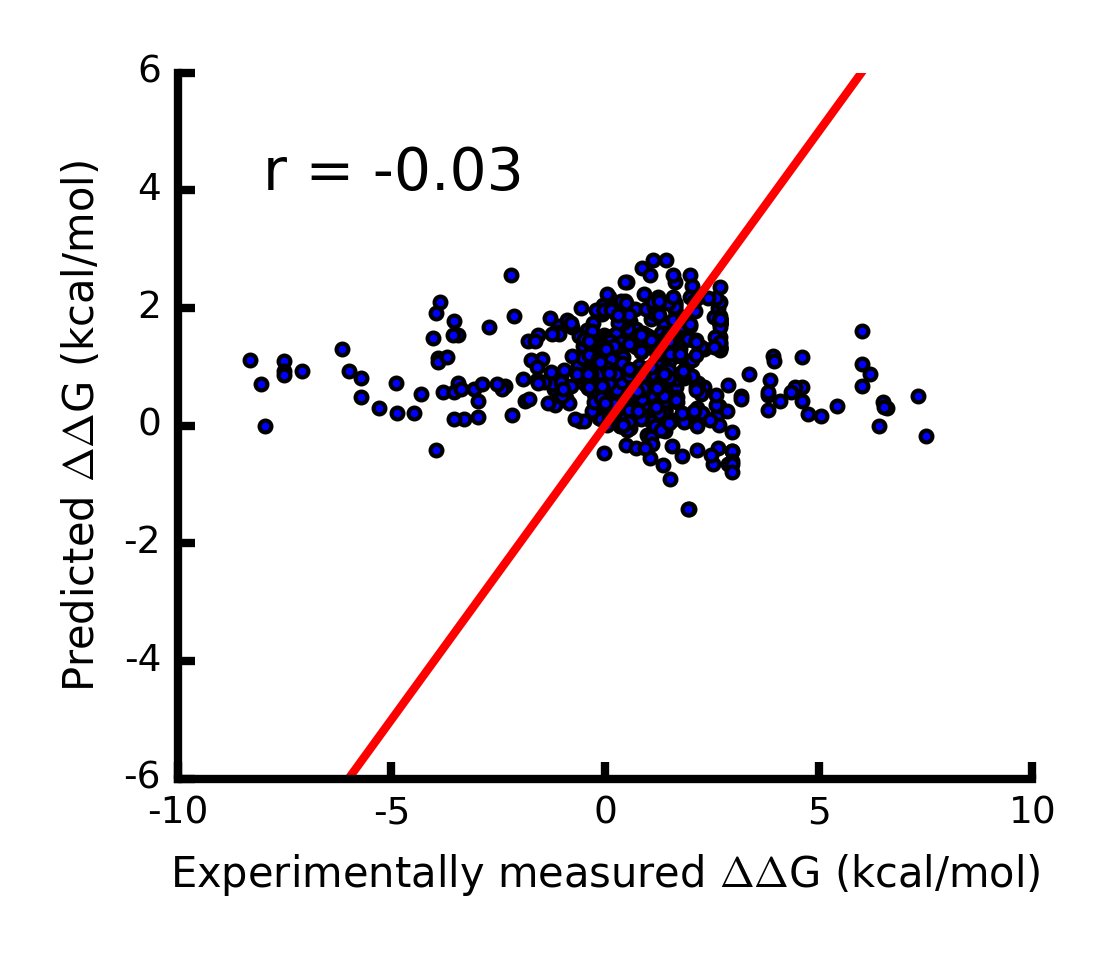 6
4
2
0
-2
-4
-6
r = -0.03
Predicted ΔΔG (kcal/mol)
-10 -5 0 5 10
Experimentally measured ΔΔG (kcal/mol)